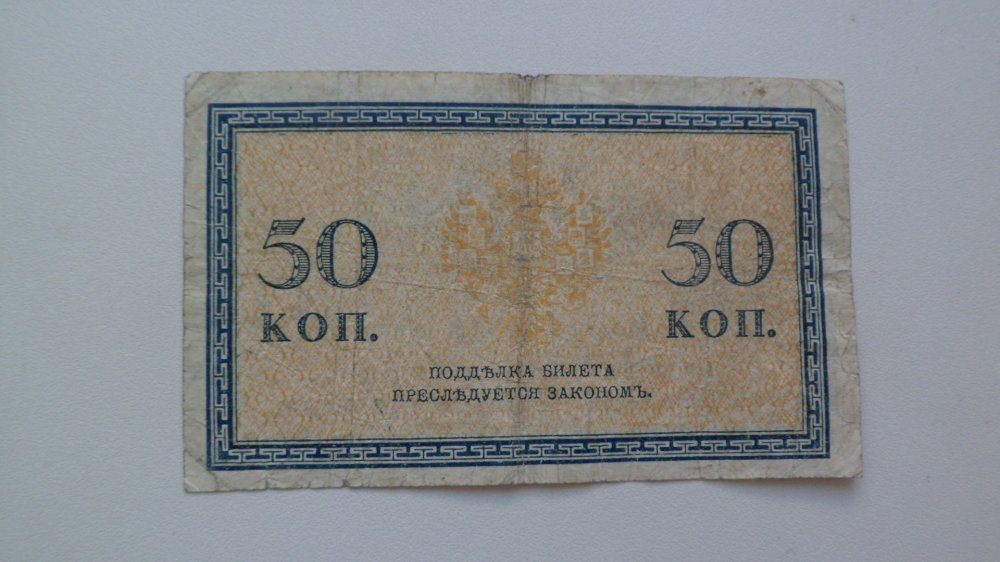 50 50
КОП. КОП.
ПОДДѢЛКА БИЛЕТА
ПРЕСЛѢДУЕТСЯ ЗАКОНОМЪ.